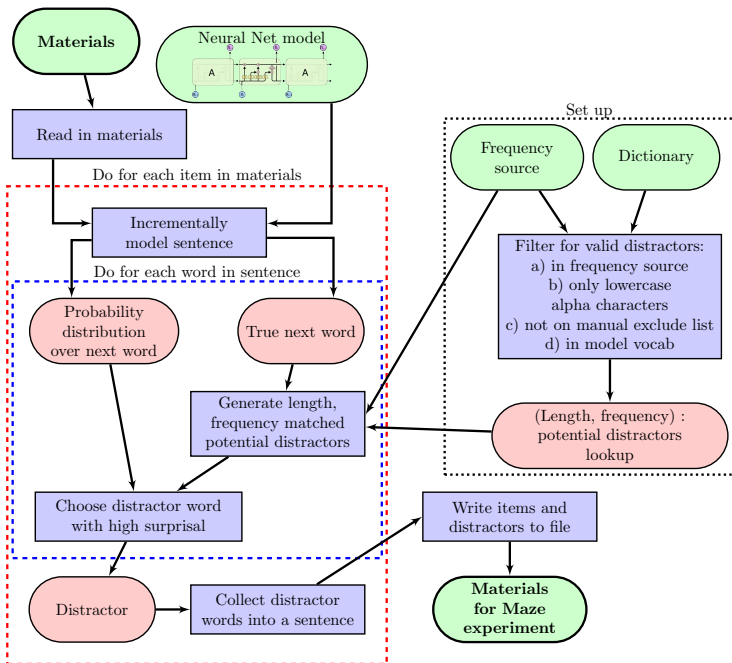 Materials
Neural Net model
A
A
Read in materials
Set up
Frequency
source
Dictionary
Do for each item in materials
Incrementally
model sentence
Filter for valid distractors:
a) in frequency source
b) only lowercase
alpha characters
c) not on manual exclude list
d) in model vocab
Do for each word in sentence
Probability
distribution
over next word
True next word
Generate length,
frequency matched
potential distractors
(Length, frequency) :
potential distractors
lookup
Choose distractor word
with high surprisal
Write items and
distractors to file
Distractor
Collect distractor
words into a sentence
Materials
for Maze
experiment